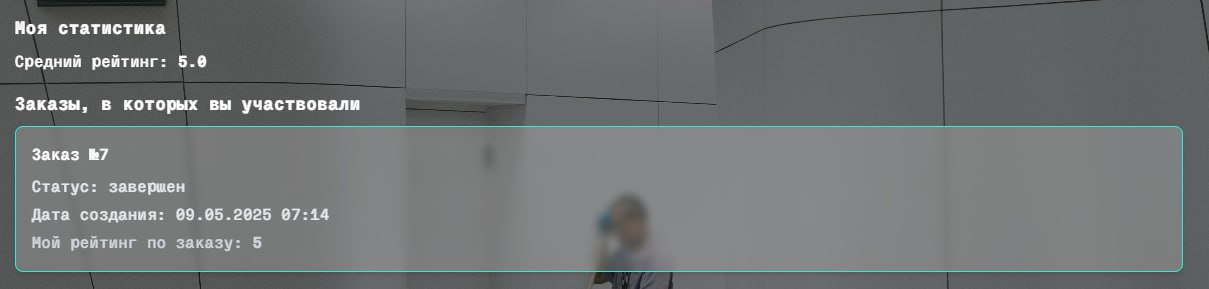 Моя статистика
Средний рейтинг: 5.0
Заказы, в которых вы участвовали
Заказ №7
Статус: завершен
Дата создания: 09.05.2025 07:14
Мой рейтинг по заказу: 5